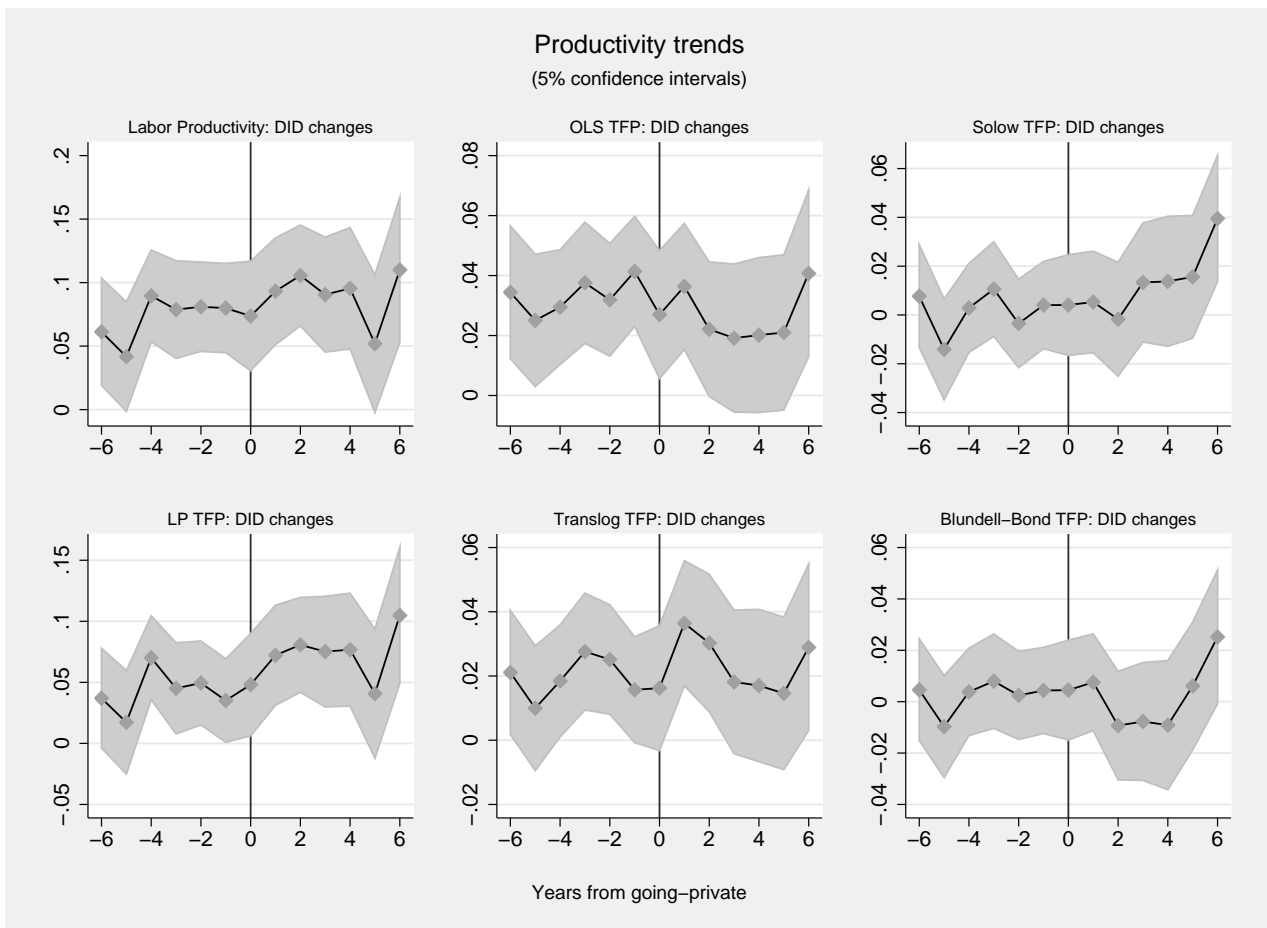 Productivity trends
(5% confidence intervals)
Labor Productivity: DID changes
.2
.15
.1
.05
0
−6 −4 −2 0 2 4 6
OLS TFP: DID changes
.08
.06
.04
.02
0
−6 −4 −2 0 2 4 6
Solow TFP: DID changes
.06
.04
.02
0
−.02
−.04
−6 −4 −2 0 2 4 6
LP TFP: DID changes
.15
.1
.05
0
−.05
−6 −4 −2 0 2 4 6
Translog TFP: DID changes
.06
.04
.02
0
−.02
−6 −4 −2 0 2 4 6
Blundell−Bond TFP: DID changes
.06
.04
.02
0
−.02
−.04
−6 −4 −2 0 2 4 6
Years from going−private